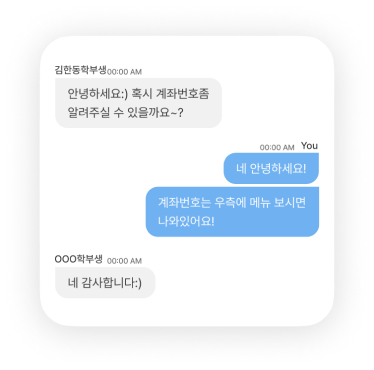 김한동학부생00:00 AM
안녕하세요:) 혹시 계좌번호좀
알려주실 수 있을까요~?
00:00 AM You
네 안녕하세요!
계좌번호는 우측에 메뉴 보시면
나와있어요!
OOO학부생 00:00 AM
네 감사합니다:)